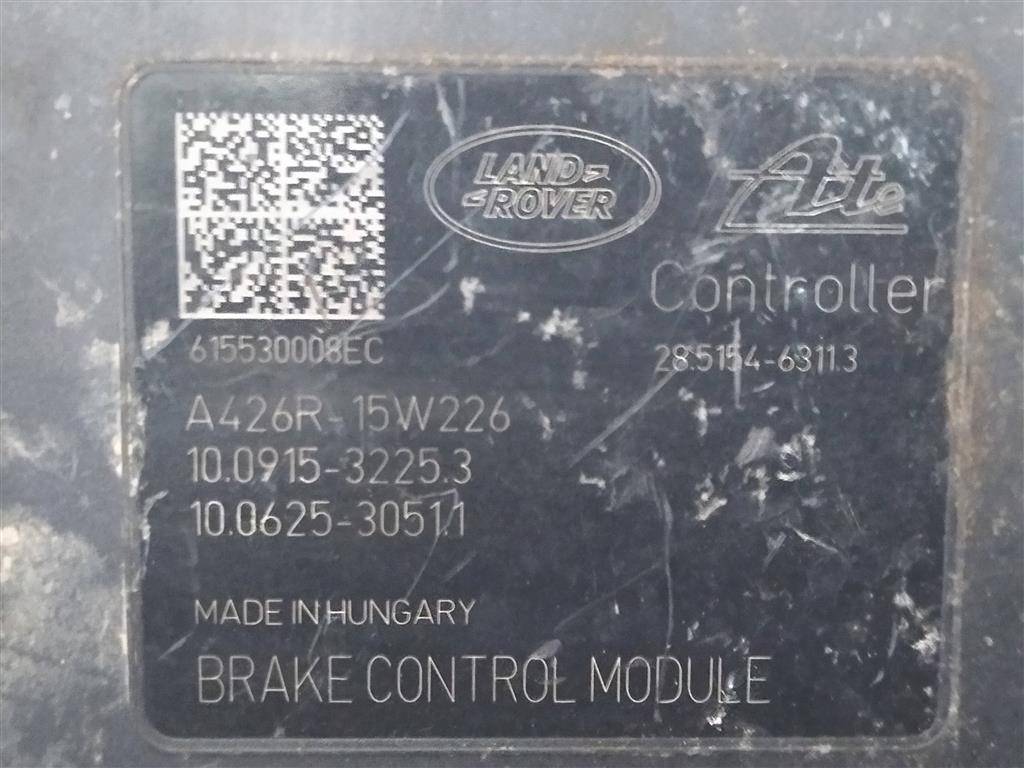 LAND
ROVER
Ate
Controller
615530008EC
28.5154-6311.3
A426R-15W226
10.0915-3225.3
10.0625-3051.1
MADE IN HUNGARY
BRAKE CONTROL MODULE